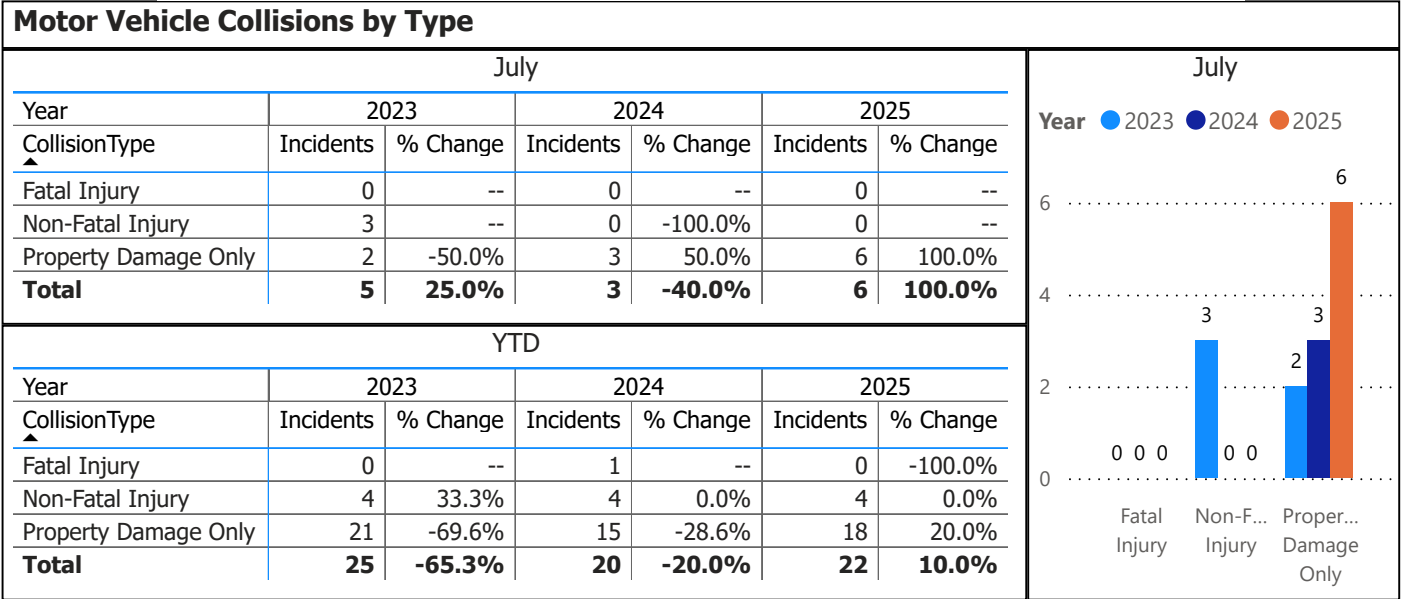 Motor Vehicle Collisions by Type
July
Year 2023 2024 2025
CollisionType Incidents % Change Incidents % Change Incidents % Change
Fatal Injury 0 -- 0 -- 0 --
Non-Fatal Injury 3 -- 0 -100.0% 0 --
Property Damage Only 2 -50.0% 3 50.0% 6 100.0%
Total 5 25.0% 3 -40.0% 6 100.0%
YTD
Year 2023 2024 2025
CollisionType Incidents % Change Incidents % Change Incidents % Change
Fatal Injury 0 -- 1 -- 0 -100.0%
Non-Fatal Injury 4 33.3% 4 0.0% 4 0.0%
Property Damage Only 21 -69.6% 15 -28.6% 18 20.0%
Total 25 -65.3% 20 -20.0% 22 10.0%
July
Year 2023 2024 2025
6
6
4
3 3
2
2
0 0 0 0 0
0
Fatal Non-F... Proper...
Injury Injury Damage
Only